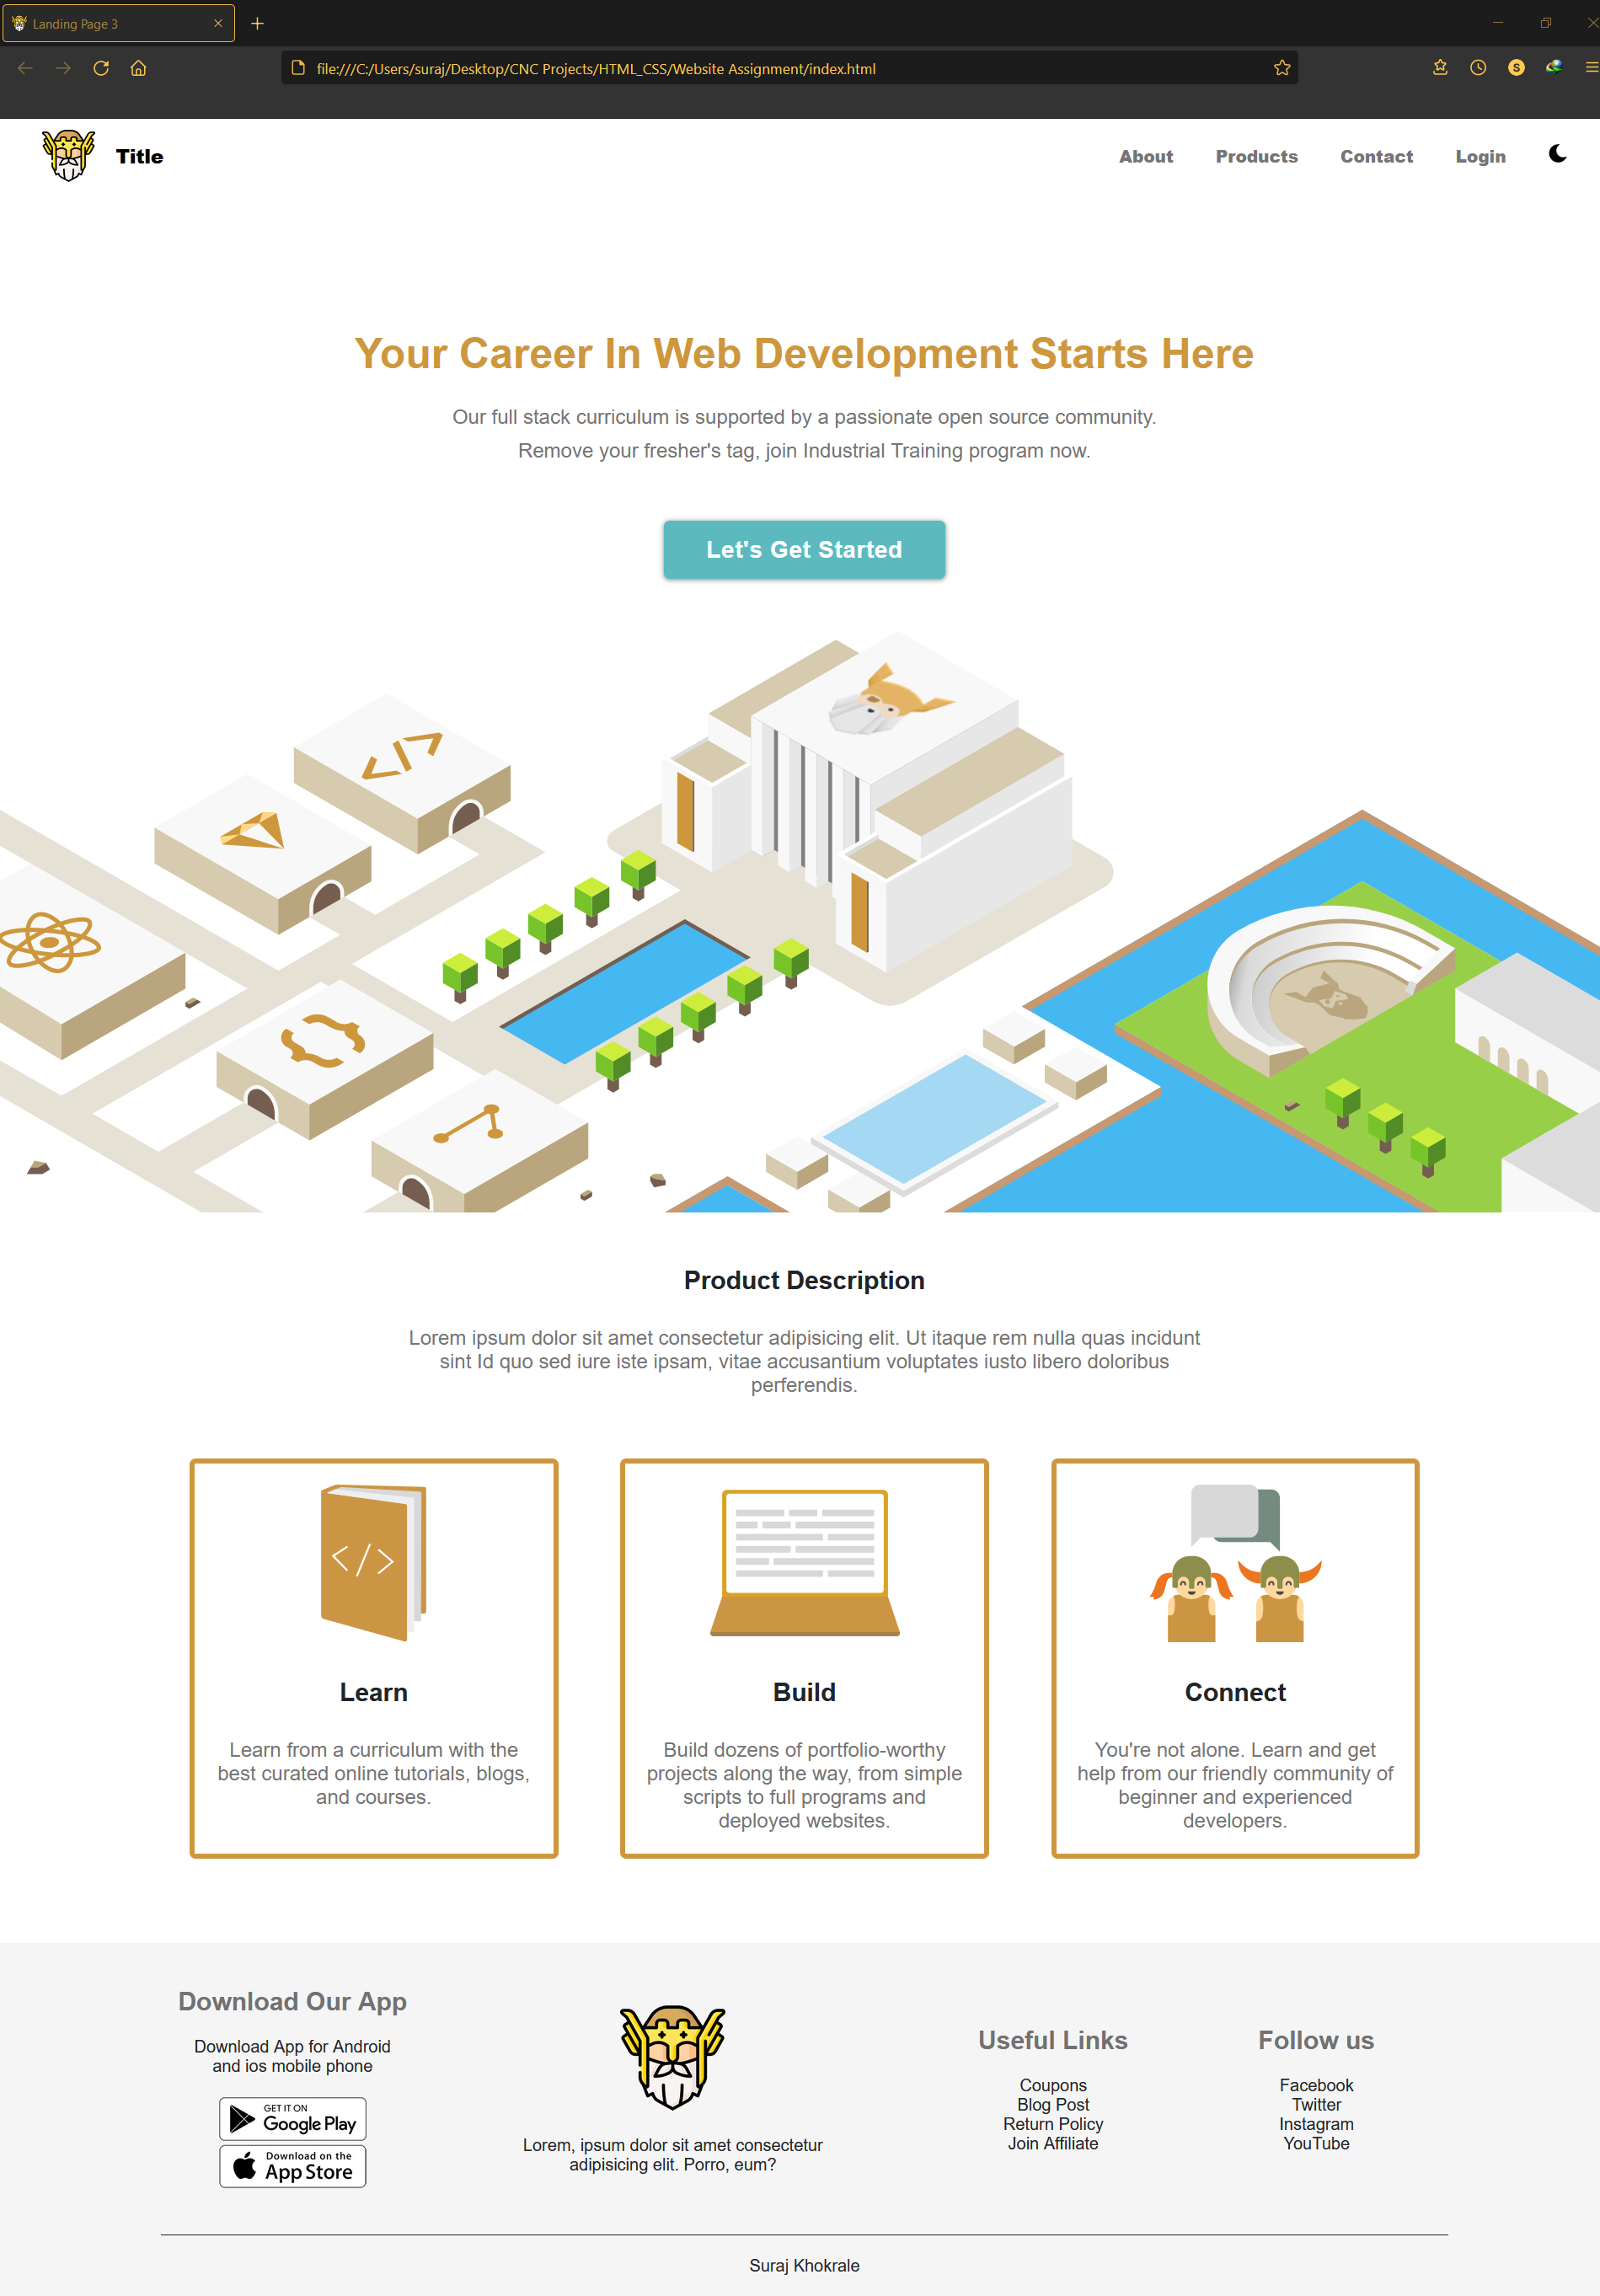 Landing Page 3
file:///C:/Users/suraj/Desktop/CNC Projects/HTML_CSS/Website Assignment/index.html
S
Title
About
Products
Contact
Login
Your Career In Web Development Starts Here
Our full stack curriculum is supported by a passionate open source community.
Remove your fresher's tag, join Industrial Training program now.
Let's Get Started
</>
{}
Product Description
Lorem ipsum dolor sit amet consectetur adipisicing elit. Ut itaque rem nulla quas incidunt
sint Id quo sed iure iste ipsam, vitae accusantium voluptates iusto libero doloribus
perferendis.
</>
Learn
Learn from a curriculum with the
best curated online tutorials, blogs,
and courses.
Build
Build dozens of portfolio-worthy
projects along the way, from simple
scripts to full programs and
deployed websites.
Connect
You're not alone. Learn and get
help from our friendly community of
beginner and experienced
developers.
Download Our App
Download App for Android
and ios mobile phone
GET IT ON
Google Play
Download on the
App Store
Lorem, ipsum dolor sit amet consectetur
adipisicing elit. Porro, eum?
Useful Links
Coupons
Blog Post
Return Policy
Join Affiliate
Follow us
Facebook
Twitter
Instagram
YouTube
Suraj Khokrale